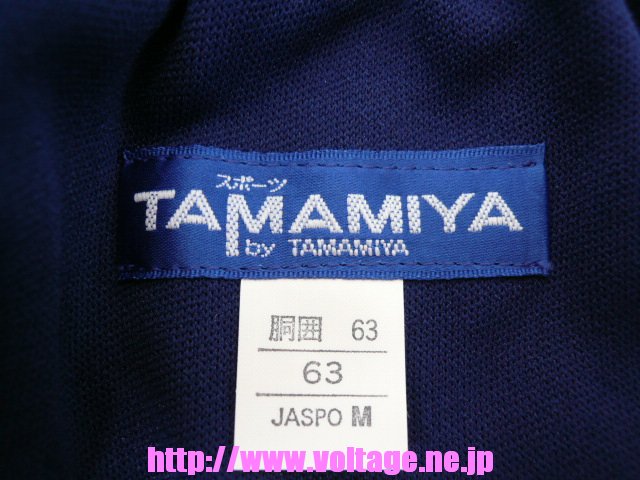 スポーツ
TAMAMIYA
by TAMAMIYA
胴囲 63
63
JASPO M
http://www.voltage.ne.jp